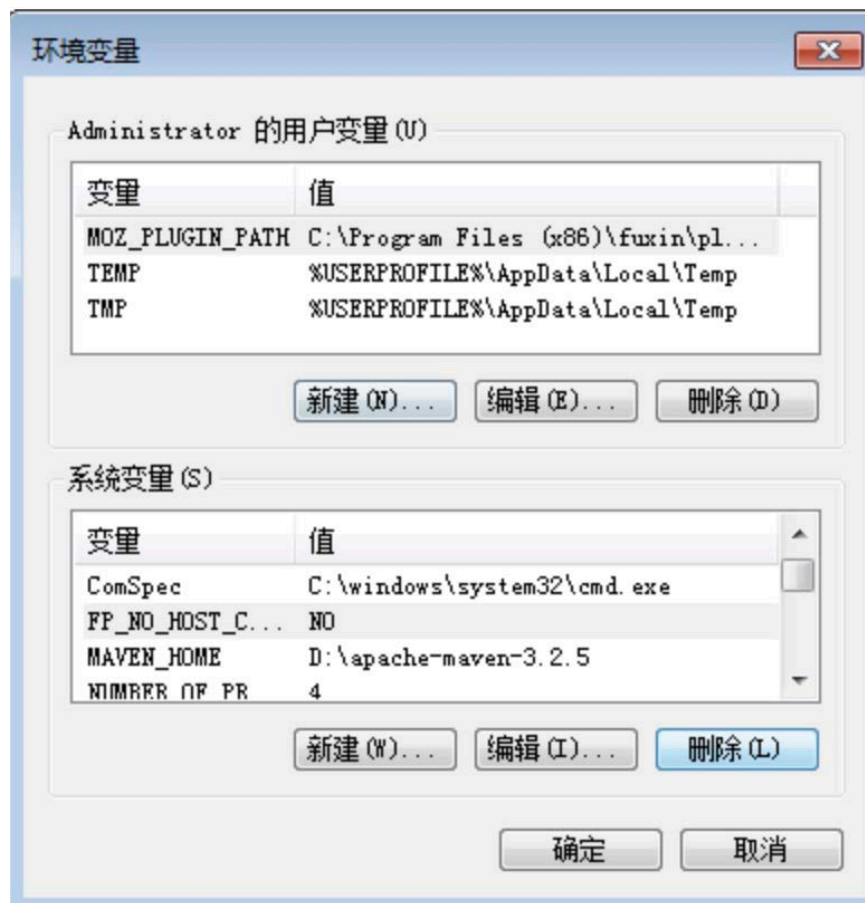 环境变量
Administrator 的用户变量(U)
变量 值
MOZ_PLUGIN_PATH C:\Program Files (x86)\fuxin\pl...
TEMP %USERPROFILE%\AppData\Local\Temp
TMP %USERPROFILE%\AppData\Local\Temp
新建(N)... 编辑(E)... 删除(D)
系统变量(S)
变量 值
ComSpec C:\windows\system32\cmd.exe
FP_NO_HOST_C... NO
MAVEN_HOME D:\apache-maven-3.2.5
NUMBER_OF_PR 4
新建(W)... 编辑(I)... 删除(L)
确定 取消